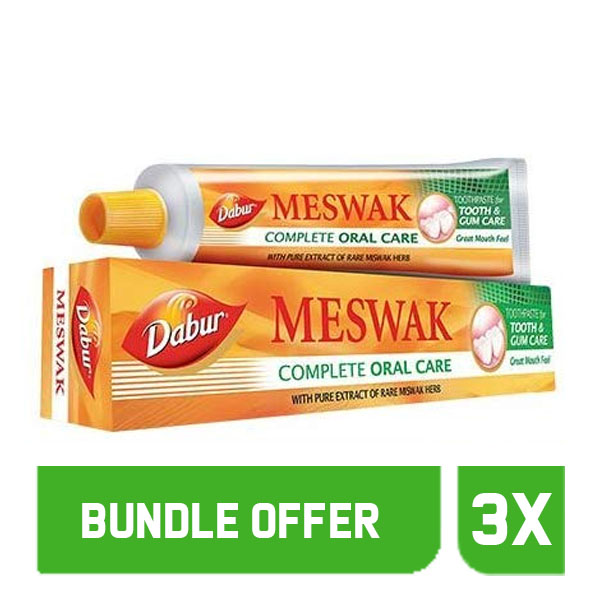 Dabur
MESWAK
COMPLETE ORAL CARE
WITH PURE EXTRACT OF RARE MISWAK HERB
TOOTHPASTE for
TOOTH &
GUM CARE
Great Mouth Feel
MESWAK
Dabur
MESWAK
COMPLETE ORAL CARE
WITH PURE EXTRACT OF RARE MISWAK HERB
TOOTHPASTE for
TOOTH &
GUM CARE
Great Mouth Feel
BUNDLE OFFER
3X